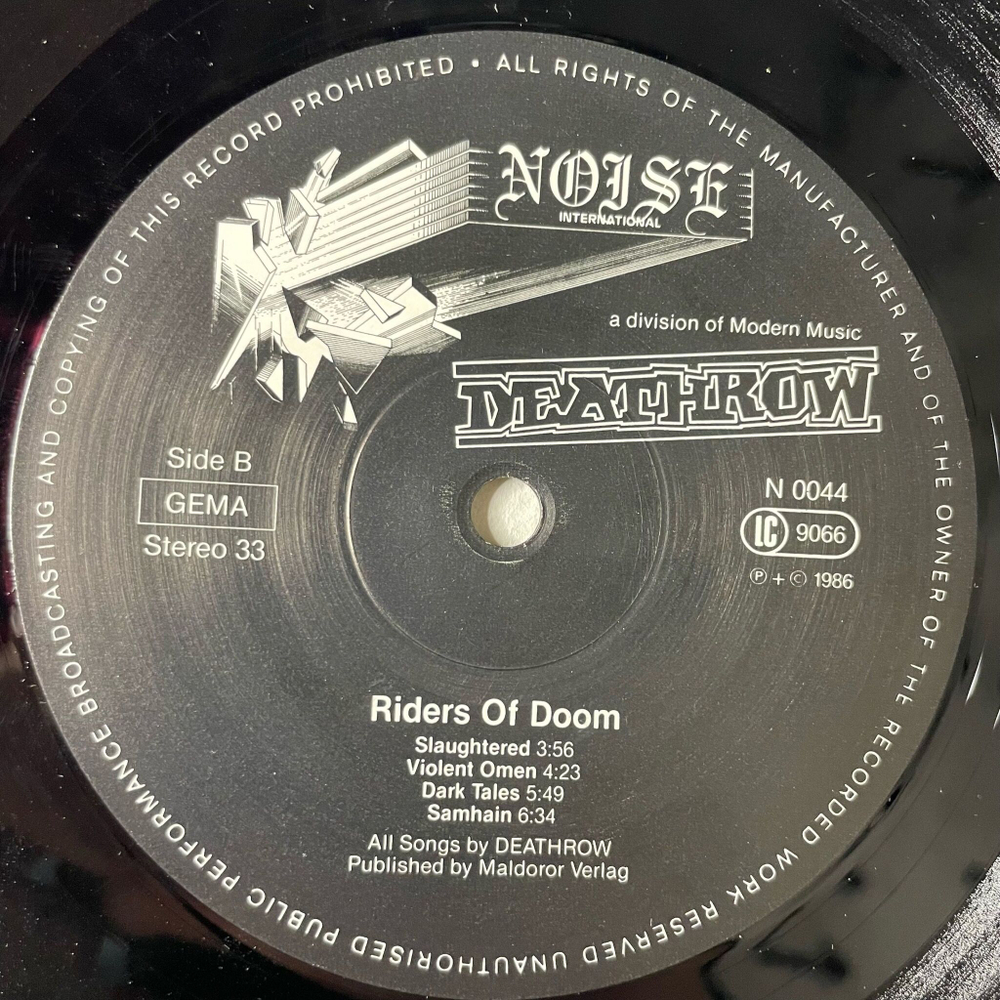 UNAUTHORISED PUBLIC PERFORMANCE BROADCASTING AND COPYING OF THIS RECORD PROHIBITED • ALL RIGHTS OF THE MANUFACTURER AND OF THE OWNER OF THE RECORDED WORK RESERVED
NOISE
INTERNATIONAL
a division of Modern Music
DEATHROW
Side B
GEMA
Stereo 33
N 0044
LC 9066
℗ + © 1986
Riders Of Doom
Slaughtered 3:56
Violent Omen 4:23
Dark Tales 5:49
Samhain 6:34
All Songs by DEATHROW
Published by Maldoror Verlag